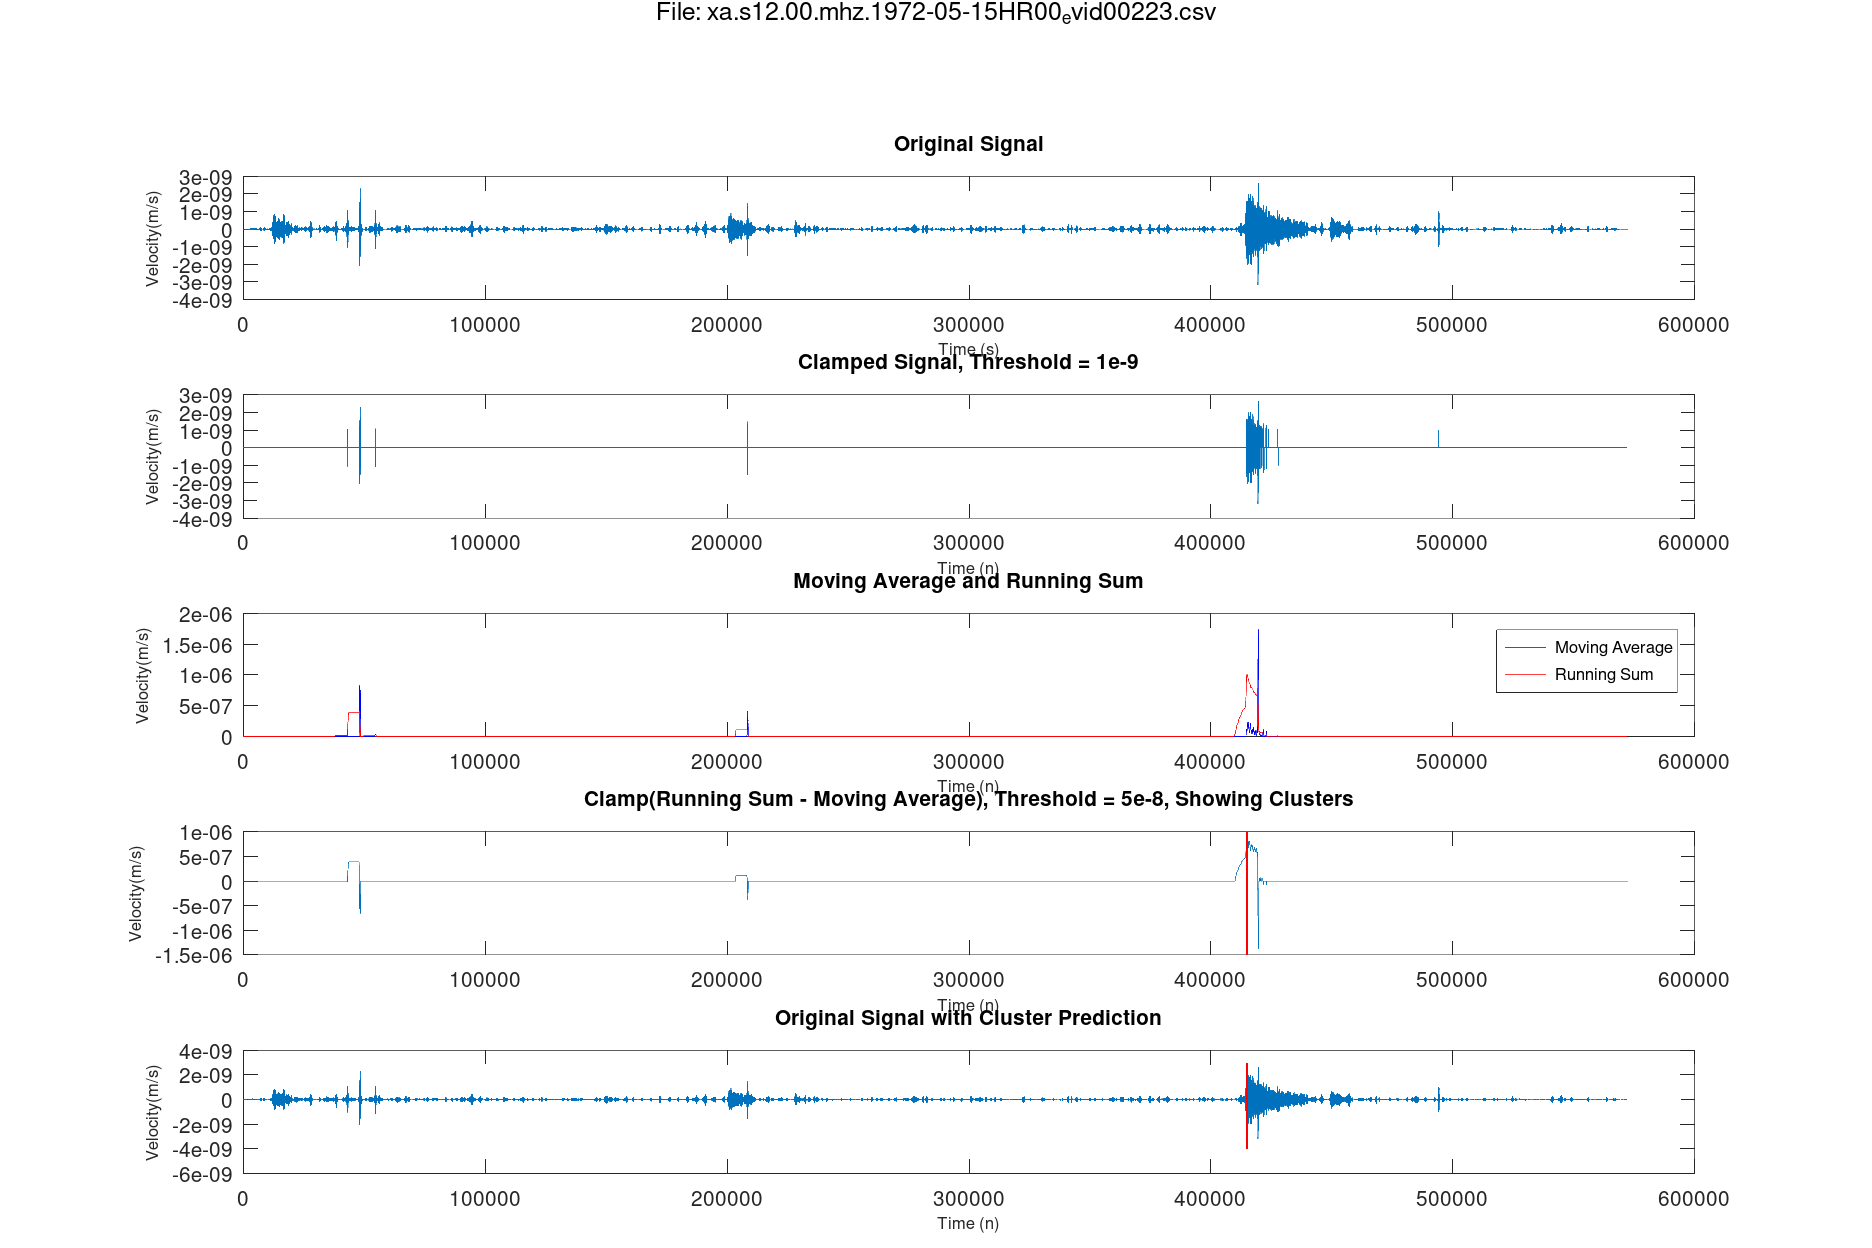 File: xa.s12.00.mhz.1972-05-15HR00evid00223.csv
Original Signal
Velocity(m/s)
3e-09
2e-09
1e-09
0
-1e-09
-2e-09
-3e-09
-4e-09
0 100000 200000 300000 400000 500000 600000
Time (s)
Clamped Signal, Threshold = 1e-9
Velocity(m/s)
3e-09
2e-09
1e-09
0
-1e-09
-2e-09
-3e-09
-4e-09
0 100000 200000 300000 400000 500000 600000
Time (n)
Moving Average and Running Sum
Velocity(m/s)
2e-06
1.5e-06
1e-06
5e-07
0
Moving Average
Running Sum
0 100000 200000 300000 400000 500000 600000
Time (n)
Clamp(Running Sum - Moving Average), Threshold = 5e-8, Showing Clusters
Velocity(m/s)
1e-06
5e-07
0
-5e-07
-1e-06
-1.5e-06
0 100000 200000 300000 400000 500000 600000
Time (n)
Original Signal with Cluster Prediction
Velocity(m/s)
4e-09
2e-09
0
-2e-09
-4e-09
-6e-09
0 100000 200000 300000 400000 500000 600000
Time (n)